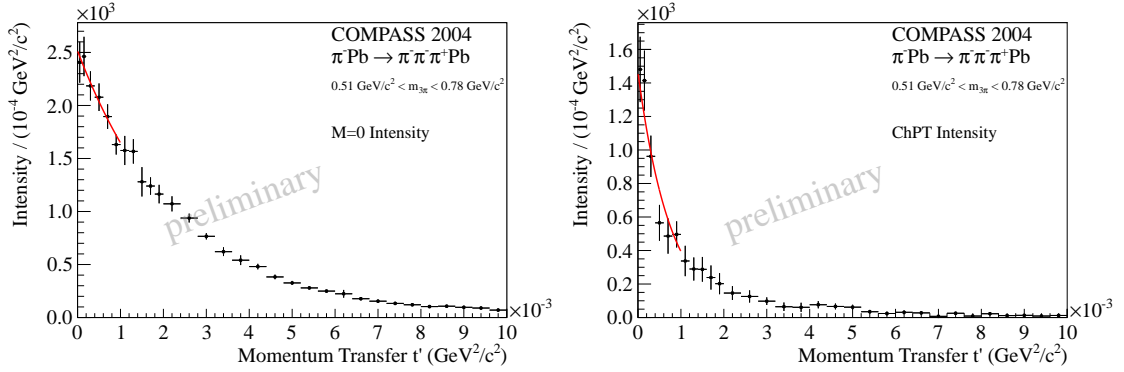 ×10³
Intensity / (10⁻⁴ GeV²/c²)
2.5
2.0
1.5
1.0
0.5
0.0
COMPASS 2004
π⁻Pb → π⁻π⁻π⁺Pb
0.51 GeV/c² < m₃π < 0.78 GeV/c²
M=0 Intensity
preliminary
0 1 2 3 4 5 6 7 8 9 10
×10⁻³
Momentum Transfer t' (GeV²/c²)
×10³
Intensity / (10⁻⁴ GeV²/c²)
1.6
1.4
1.2
1.0
0.8
0.6
0.4
0.2
0.0
COMPASS 2004
π⁻Pb → π⁻π⁻π⁺Pb
0.51 GeV/c² < m₃π < 0.78 GeV/c²
ChPT Intensity
preliminary
0 1 2 3 4 5 6 7 8 9 10
×10⁻³
Momentum Transfer t' (GeV²/c²)